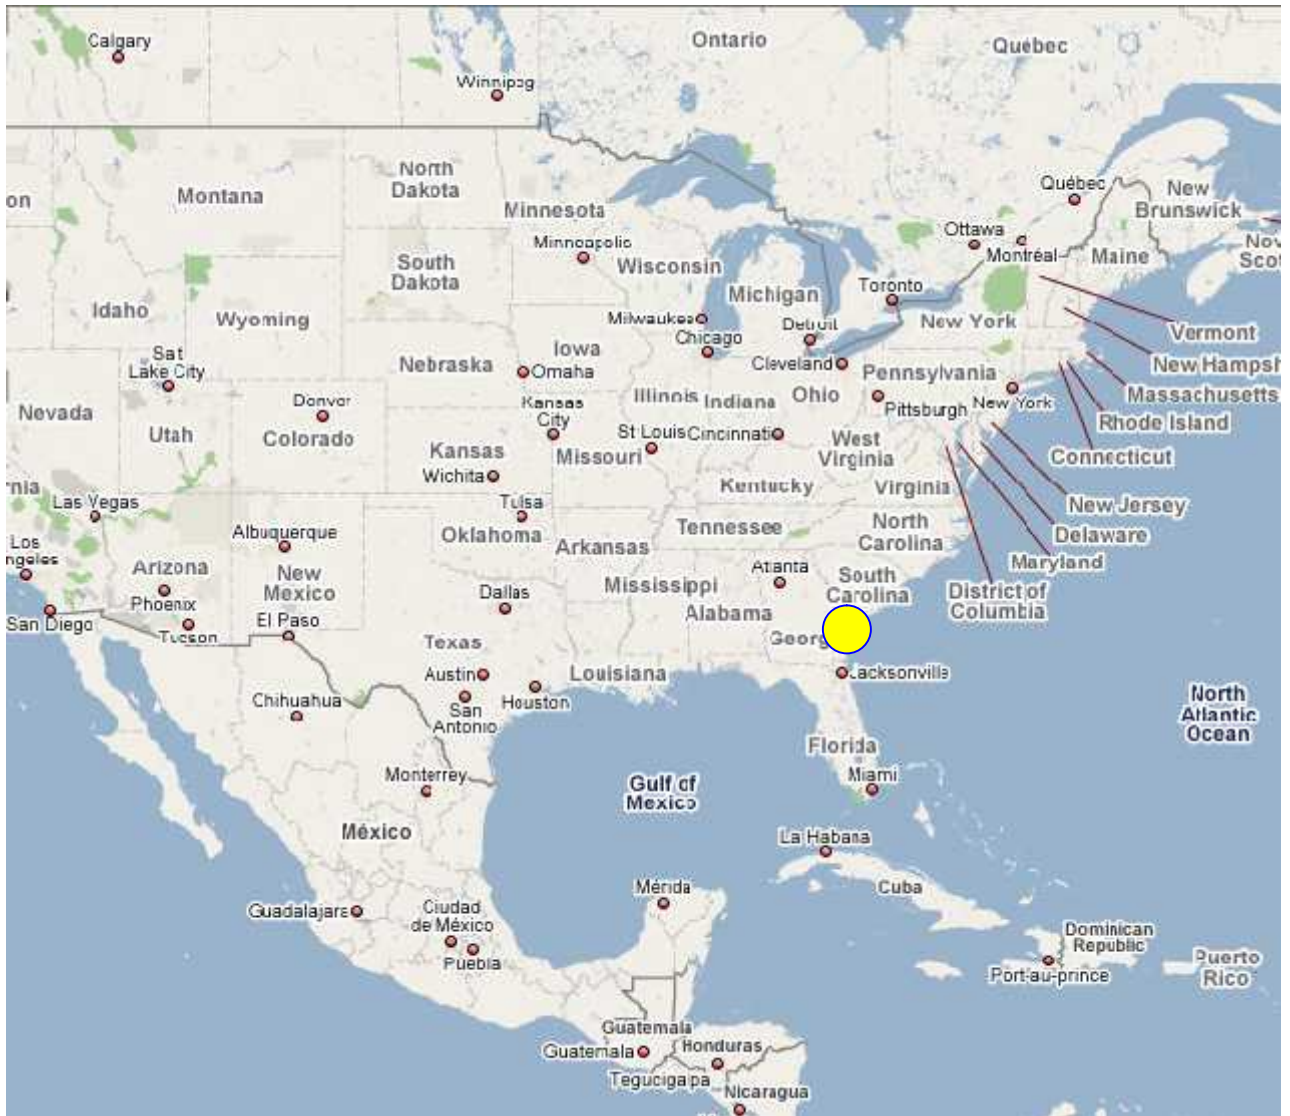 Calgary
Winnipeg
Ontario
Québec
on
Montana
North
Dakota
Minnesota
Québec
New
Brunswick
Minneapolis
Wisconsin
Ottawa
Montréal
Maine
Nov
Scot
South
Dakota
Idaho
Wyoming
Michigan
Toronto
Milwaukee
Detroit
New York
Vermont
Salt
Lake City
Nebraska
Iowa
Omaha
Chicago
Cleveland
Pennsylvania
New Hampsh
Massachusetts
Nevada
Utah
Denver
Colorado
Kansas
City
Illinois
Indiana
Ohio
Pittsburgh
New York
Rhode Island
Kansas
Wichita
Missouri
St Louis
Cincinnati
West
Virginia
Connecticut
rnia
Las Vegas
Tulsa
Kentucky
Virginia
New Jersey
Los
ngeles
Albuquerque
Oklahoma
Arkansas
Tennessee
North
Carolina
Delaware
Maryland
Arizona
Phoenix
New
Mexico
Dallas
Mississippi
Atlanta
South
Carolina
District of
Columbia
San Diego
Tucson
El Paso
Texas
Alabama
Georg
Austin
San
Antonio
Houston
Louisiana
Jacksonville
Chihuahua
North
Atlantic
Ocean
Monterrey
Gulf of
Mexico
Florida
Miami
México
La Habana
Cuba
Guadalajara
Ciudad
de México
Puebla
Mérida
Dominican
Republic
Port-au-prince
Puerto
Rico
Guatemala
Guatemala
Honduras
Tegucigalpa
Nicaragua